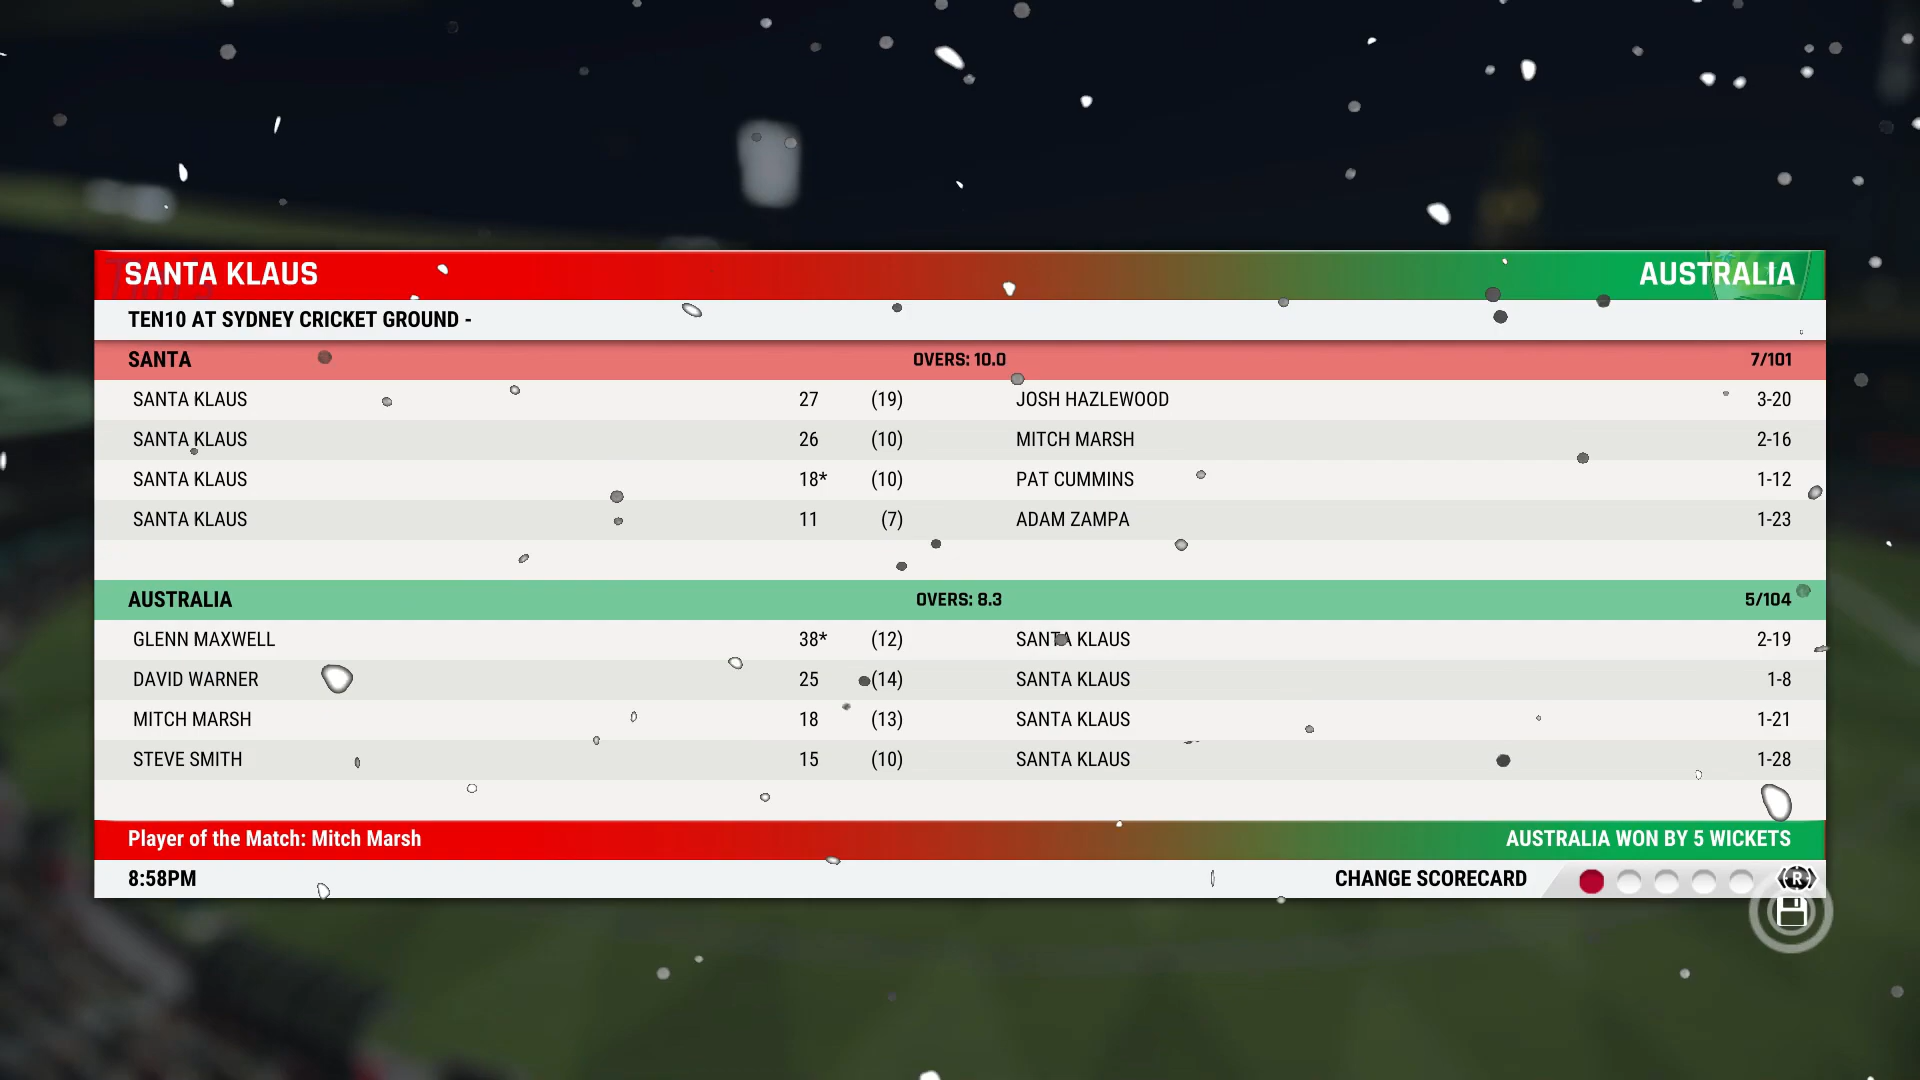 SANTA KLAUS AUSTRALIA
TEN10 AT SYDNEY CRICKET GROUND -
SANTA OVERS: 10.0 7/101
SANTA KLAUS 27 (19) JOSH HAZLEWOOD 3-20
SANTA KLAUS 26 (10) MITCH MARSH 2-16
SANTA KLAUS 18* (10) PAT CUMMINS 1-12
SANTA KLAUS 11 (7) ADAM ZAMPA 1-23
AUSTRALIA OVERS: 8.3 5/104
GLENN MAXWELL 38* (12) SANTA KLAUS 2-19
DAVID WARNER 25 (14) SANTA KLAUS 1-8
MITCH MARSH 18 (13) SANTA KLAUS 1-21
STEVE SMITH 15 (10) SANTA KLAUS 1-28
Player of the Match: Mitch Marsh AUSTRALIA WON BY 5 WICKETS
8:58PM CHANGE SCORECARD R